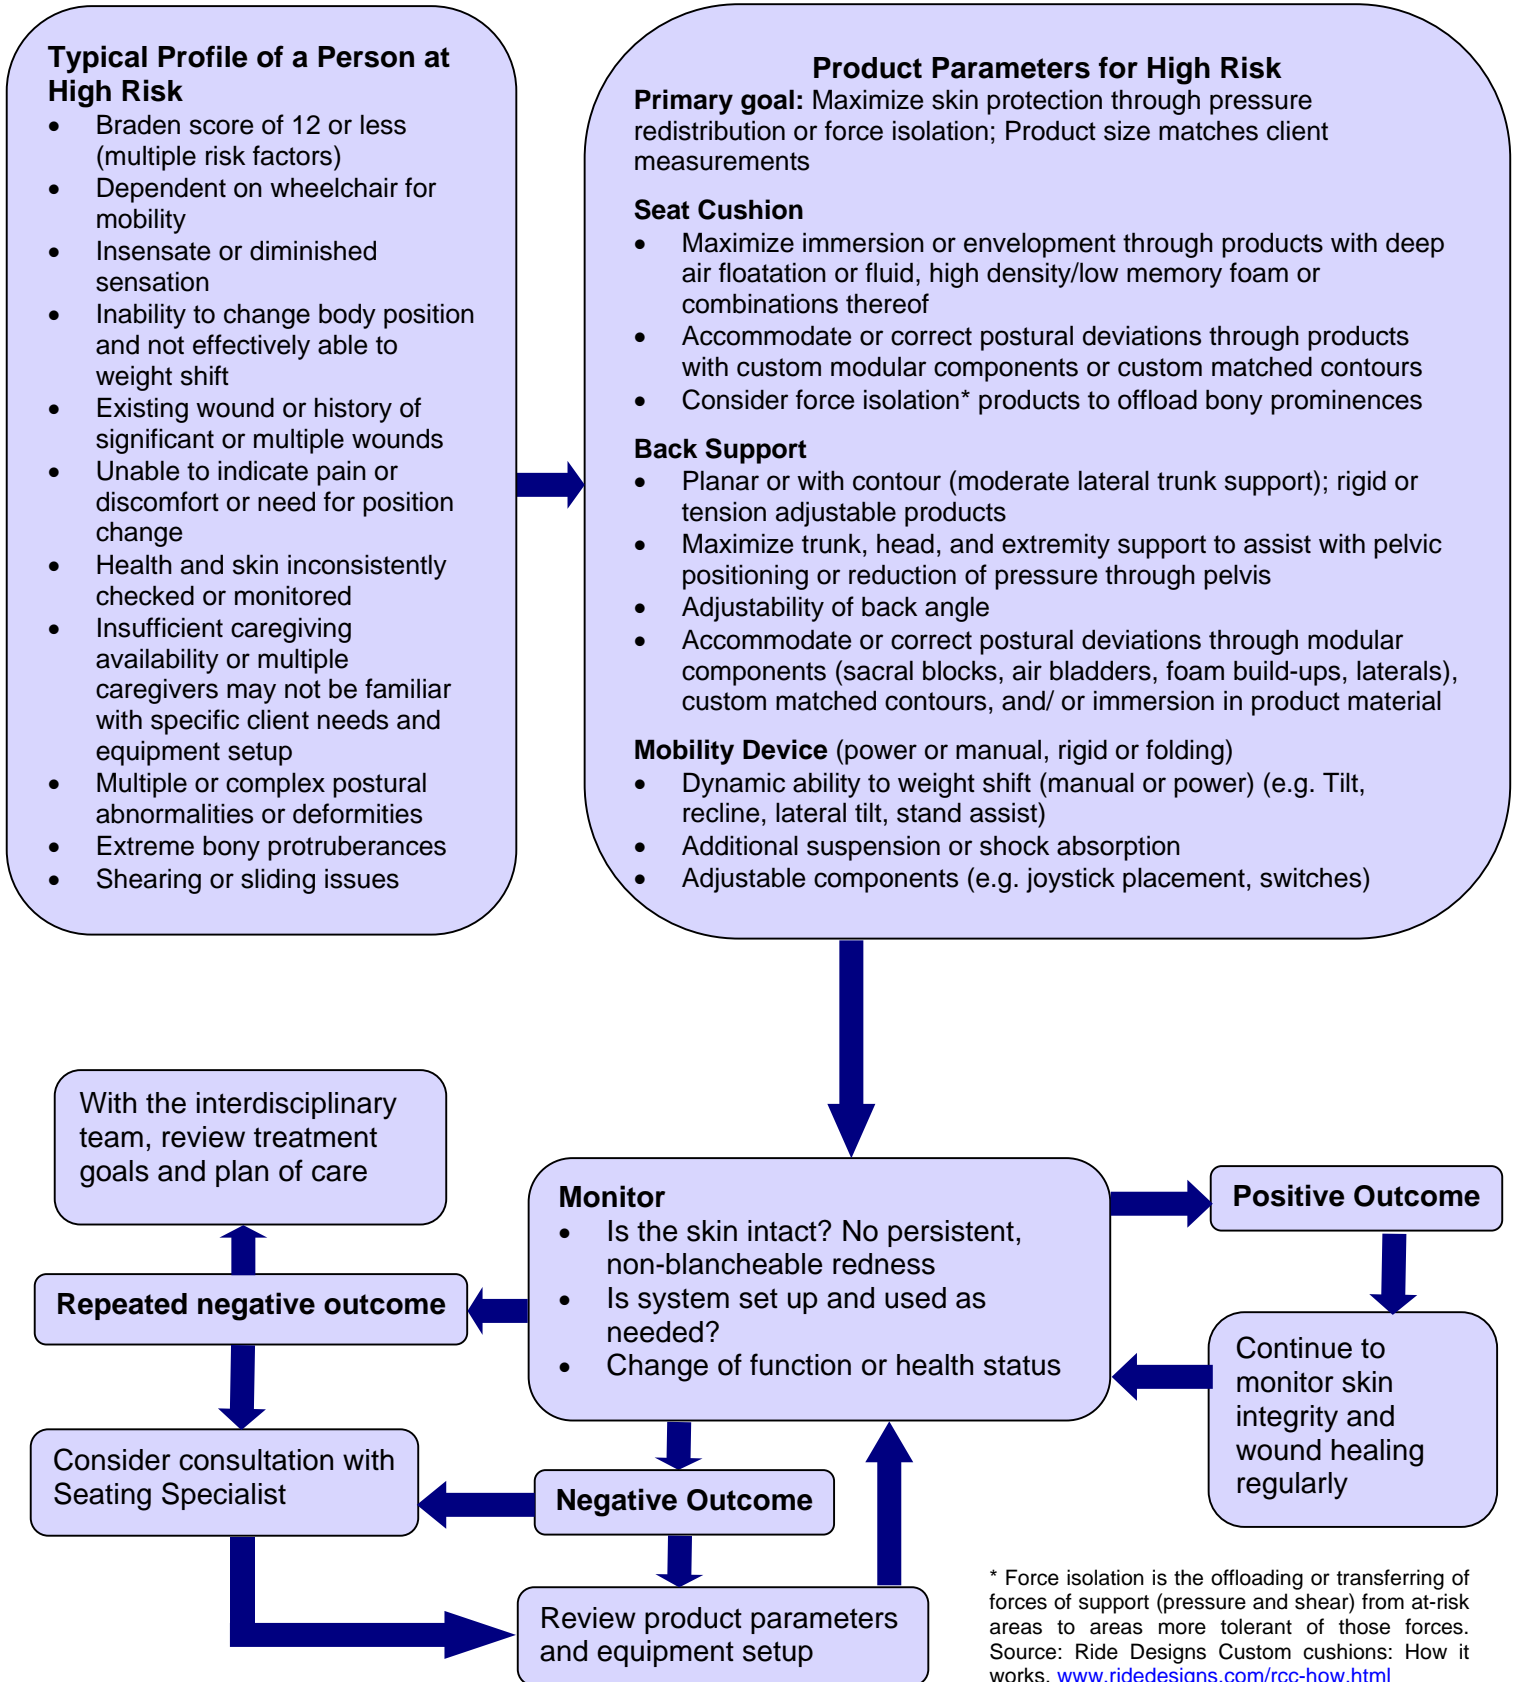 Typical Profile of a Person at
High Risk
• Braden score of 12 or less
(multiple risk factors)
• Dependent on wheelchair for
mobility
• Insensate or diminished
sensation
• Inability to change body position
and not effectively able to
weight shift
• Existing wound or history of
significant or multiple wounds
• Unable to indicate pain or
discomfort or need for position
change
• Health and skin inconsistently
checked or monitored
• Insufficient caregiving
availability or multiple
caregivers may not be familiar
with specific client needs and
equipment setup
• Multiple or complex postural
abnormalities or deformities
• Extreme bony protruberances
• Shearing or sliding issues
Product Parameters for High Risk
Primary goal: Maximize skin protection through pressure
redistribution or force isolation; Product size matches client
measurements
Seat Cushion
• Maximize immersion or envelopment through products with deep
air floatation or fluid, high density/low memory foam or
combinations thereof
• Accommodate or correct postural deviations through products
with custom modular components or custom matched contours
• Consider force isolation* products to offload bony prominences
Back Support
• Planar or with contour (moderate lateral trunk support); rigid or
tension adjustable products
• Maximize trunk, head, and extremity support to assist with pelvic
positioning or reduction of pressure through pelvis
• Adjustability of back angle
• Accommodate or correct postural deviations through modular
components (sacral blocks, air bladders, foam build-ups, laterals),
custom matched contours, and/ or immersion in product material
Mobility Device (power or manual, rigid or folding)
• Dynamic ability to weight shift (manual or power) (e.g. Tilt,
recline, lateral tilt, stand assist)
• Additional suspension or shock absorption
• Adjustable components (e.g. joystick placement, switches)
With the interdisciplinary
team, review treatment
goals and plan of care
Monitor
• Is the skin intact? No persistent,
non-blancheable redness
• Is system set up and used as
needed?
• Change of function or health status
Positive Outcome
Repeated negative outcome
Continue to
monitor skin
integrity and
wound healing
regularly
Consider consultation with
Seating Specialist
Negative Outcome
Review product parameters
and equipment setup
* Force isolation is the offloading or transferring of
forces of support (pressure and shear) from at-risk
areas to areas more tolerant of those forces.
Source: Ride Designs Custom cushions: How it
works. www.ridedesigns.com/rcc-how.html